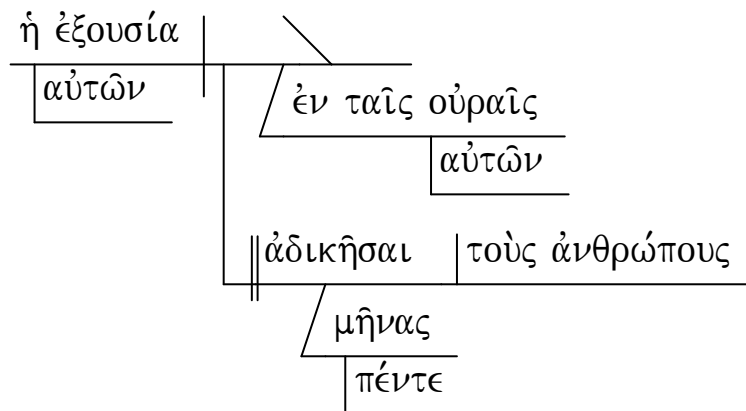 ἡ ἐξουσία
αὐτῶν
ἐν ταῖς οὐραῖς
αὐτῶν
ἀδικῆσαι τοὺς ἀνθρώπους
μῆνας
πέντε